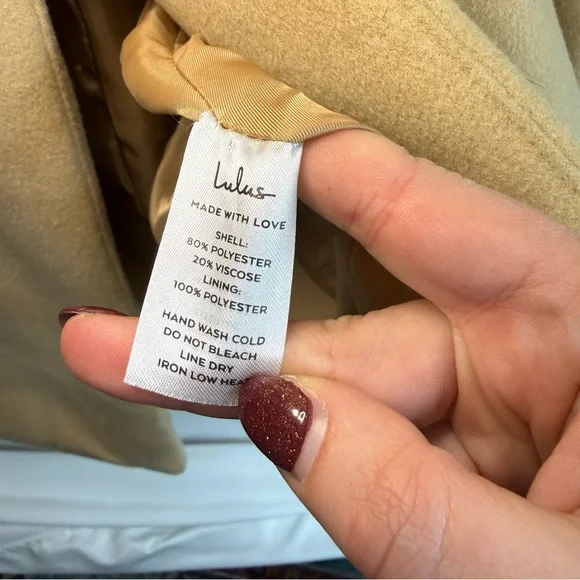 Lulus
MADE WITH LOVE
SHELL:
80% POLYESTER
20% VISCOSE
LINING:
100% POLYESTER
HAND WASH COLD
DO NOT BLEACH
LINE DRY
IRON LOW